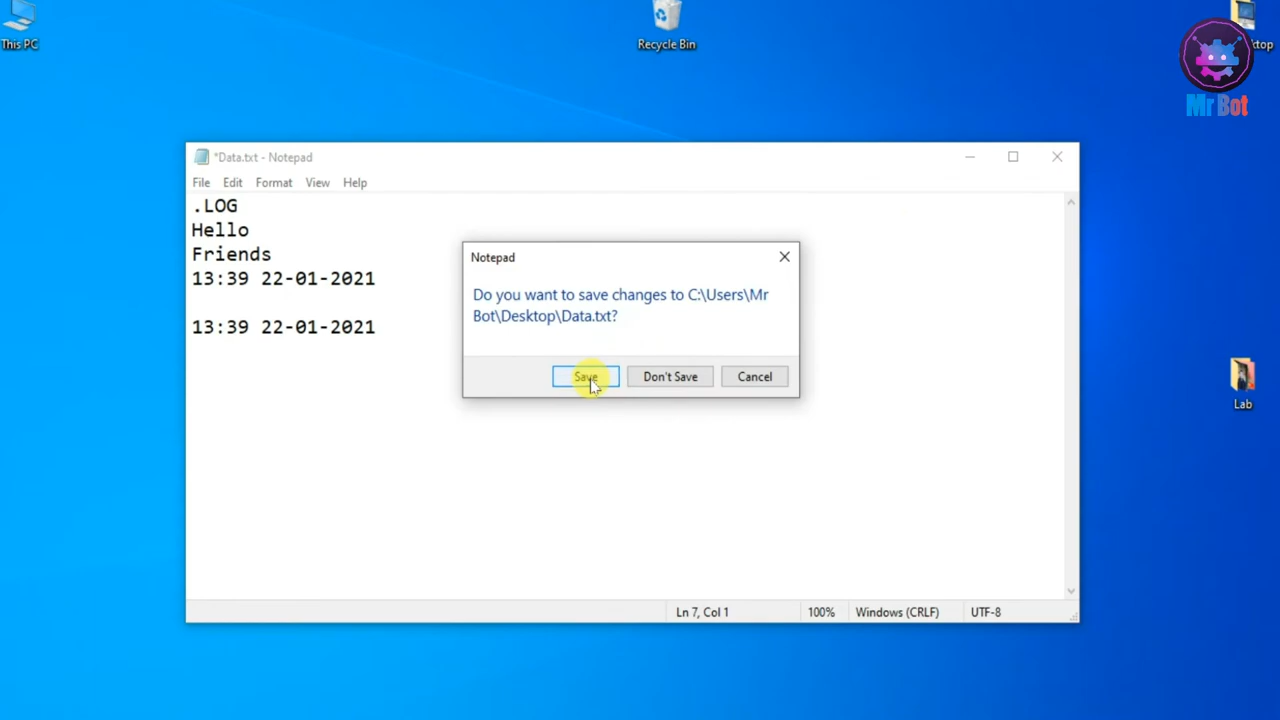 This PC
Recycle Bin
ktop
Mr Bot
*Data.txt - Notepad
File Edit Format View Help
.LOG
Hello
Friends
13:39 22-01-2021
13:39 22-01-2021
Notepad
Do you want to save changes to C:\Users\Mr
Bot\Desktop\Data.txt?
Save Don't Save Cancel
Lab
Ln 7, Col 1 100% Windows (CRLF) UTF-8